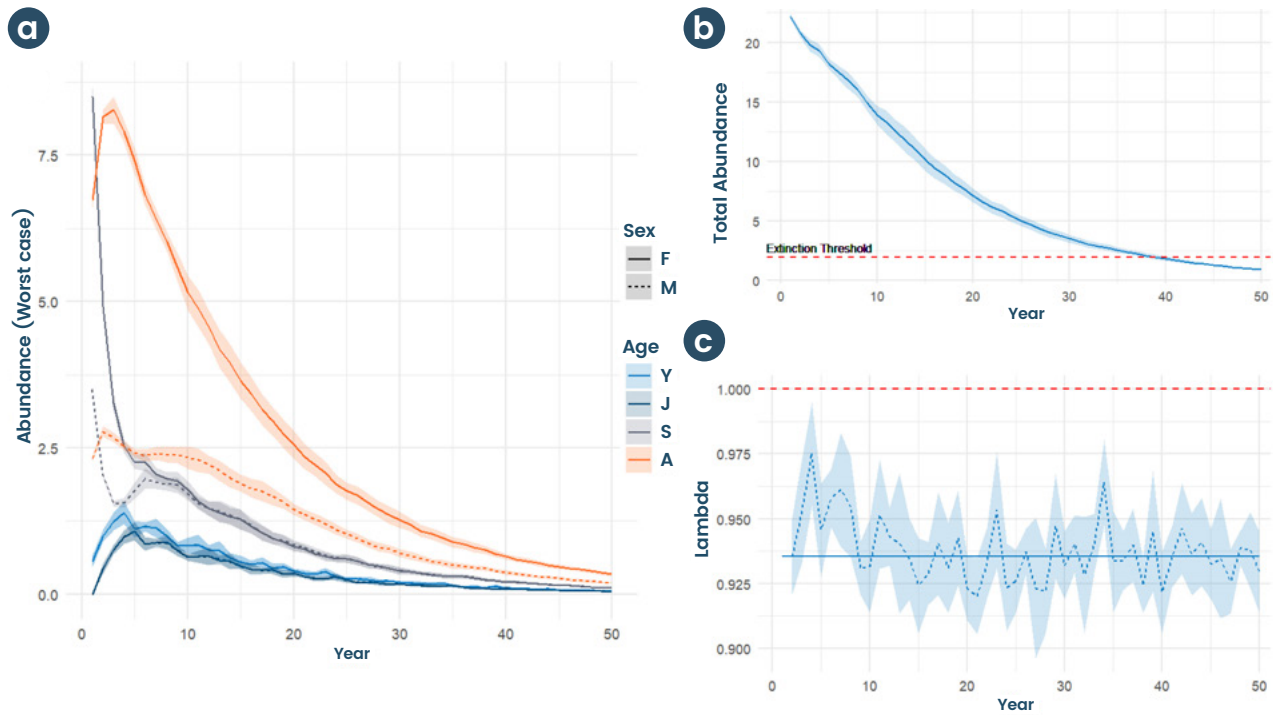 a
Abundance (Worst case)
7.5
5.0
2.5
0.0
0 10 20 30 40 50
Year
Sex
F
M
Age
Y
J
S
A
b
Total Abundance
20
15
10
5
0
Extinction Threshold
0 10 20 30 40 50
Year
c
Lambda
1.000
0.975
0.950
0.925
0.900
0 10 20 30 40 50
Year